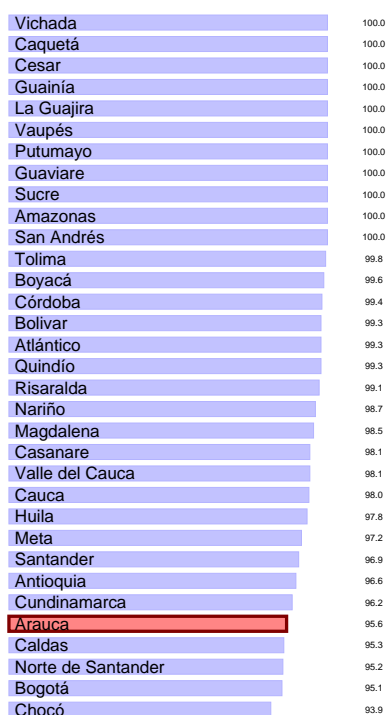 Vichada 100.0
Caquetá 100.0
Cesar 100.0
Guainía 100.0
La Guajira 100.0
Vaupés 100.0
Putumayo 100.0
Guaviare 100.0
Sucre 100.0
Amazonas 100.0
San Andrés 100.0
Tolima 99.8
Boyacá 99.6
Córdoba 99.4
Bolivar 99.3
Atlántico 99.3
Quindío 99.3
Risaralda 99.1
Nariño 98.7
Magdalena 98.5
Casanare 98.1
Valle del Cauca 98.1
Cauca 98.0
Huila 97.8
Meta 97.2
Santander 96.9
Antioquia 96.6
Cundinamarca 96.2
Arauca 95.6
Caldas 95.3
Norte de Santander 95.2
Bogotá 95.1
Chocó 93.9